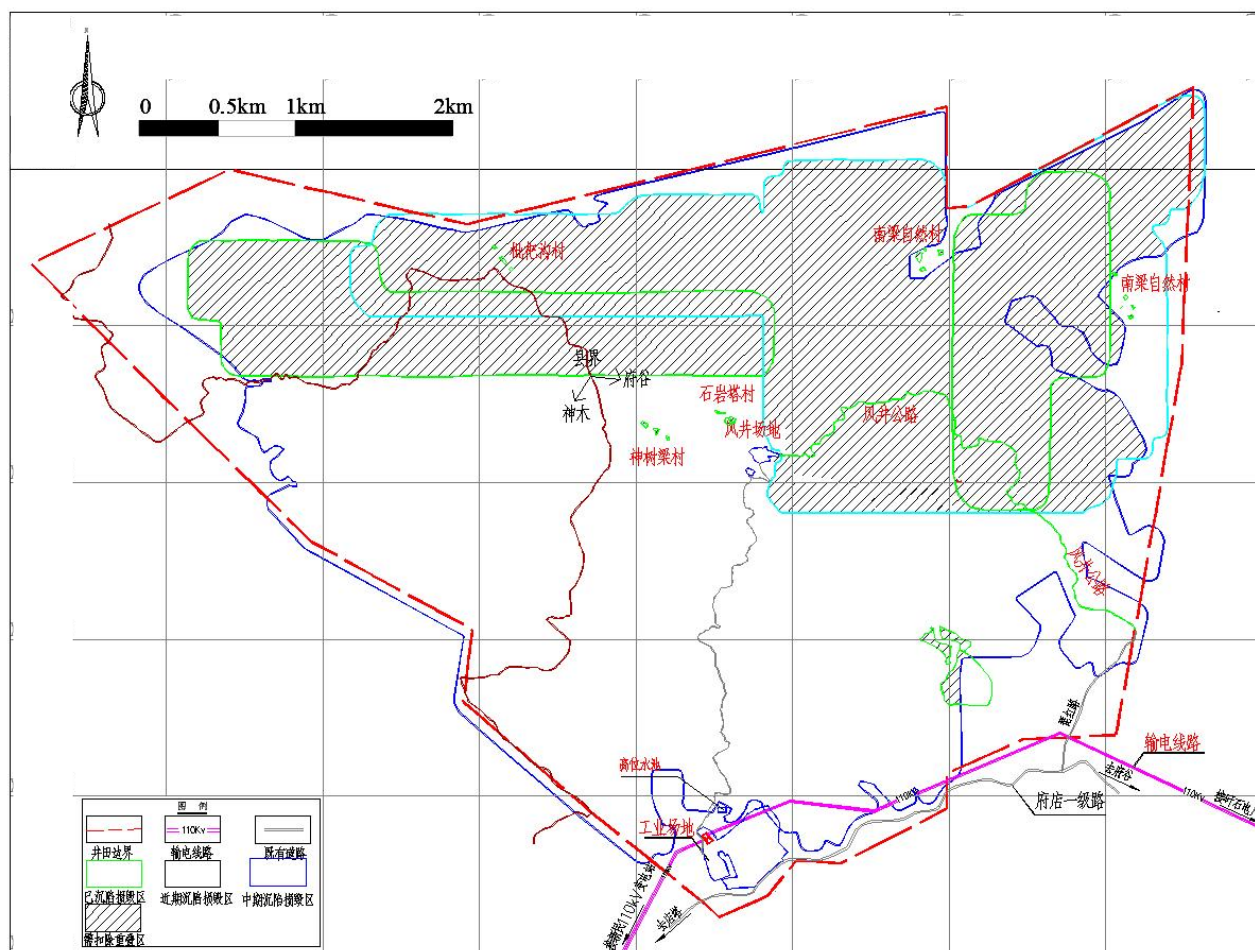 0 0.5km 1km 2km
枇杷沟村
南梁自然村
南梁自然村
县界
府谷
神木
石岩塔村
风井场地
风井公路
神树梁村
风井公路
高位水池
110KV
工业场地
输电线路
去府谷
110Kv
府店一级路
去店塔
图 例
110Kv
井田边界
输电线路
既有道路
已沉陷损毁区
近期沉陷损毁区
中期沉陷损毁区
需扣除重叠区